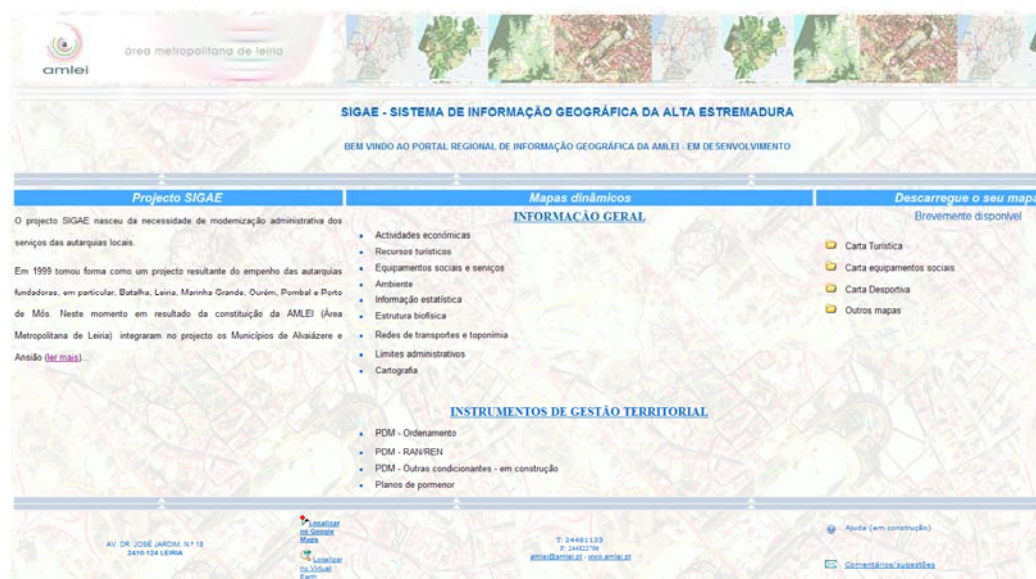 amlei
área metropolitana de leiria
SIGAE - SISTEMA DE INFORMAÇÃO GEOGRÁFICA DA ALTA ESTREMADURA
BEM VINDO AO PORTAL REGIONAL DE INFORMAÇÃO GEOGRÁFICA DA AMLEI - EM DESENVOLVIMENTO
Projecto SIGAE
O projecto SIGAE nasceu da necessidade de modernização administrativa dos
serviços das autarquias locais.
Em 1999 tomou forma como um projecto resultante do empenho das autarquias
fundadoras, em particular, Batalha, Leiria, Marinha Grande, Ourém, Pombal e Porto
de Mós. Neste momento em resultado da constituição da AMLEI (Área
Metropolitana de Leiria) integraram no projecto os Municípios de Alvaiázere e
Ansião (ler mais)...
Mapas dinâmicos
INFORMAÇÃO GERAL
Actividades económicas
Recursos turísticos
Equipamentos sociais e serviços
Ambiente
Informação estatística
Estrutura biofísica
Redes de transportes e toponímia
Limites administrativos
Cartografia
INSTRUMENTOS DE GESTÃO TERRITORIAL
PDM - Ordenamento
PDM - RAN/REN
PDM - Outras condicionantes - em construção
Planos de pormenor
Descarregue o seu mapa
Brevemente disponível
Carta Turística
Carta equipamentos sociais
Carta Desportiva
Outros mapas
AV. DR. JOSÉ JARDIM, N.º 18
2410-124 LEIRIA
Localizar
no Google
Maps
Localizar
no Virtual
Earth
T: 24481133
F: 244822796
amlei@amlei.pt - www.amlei.pt
Ajuda (em construção)
Comentários/sugestões